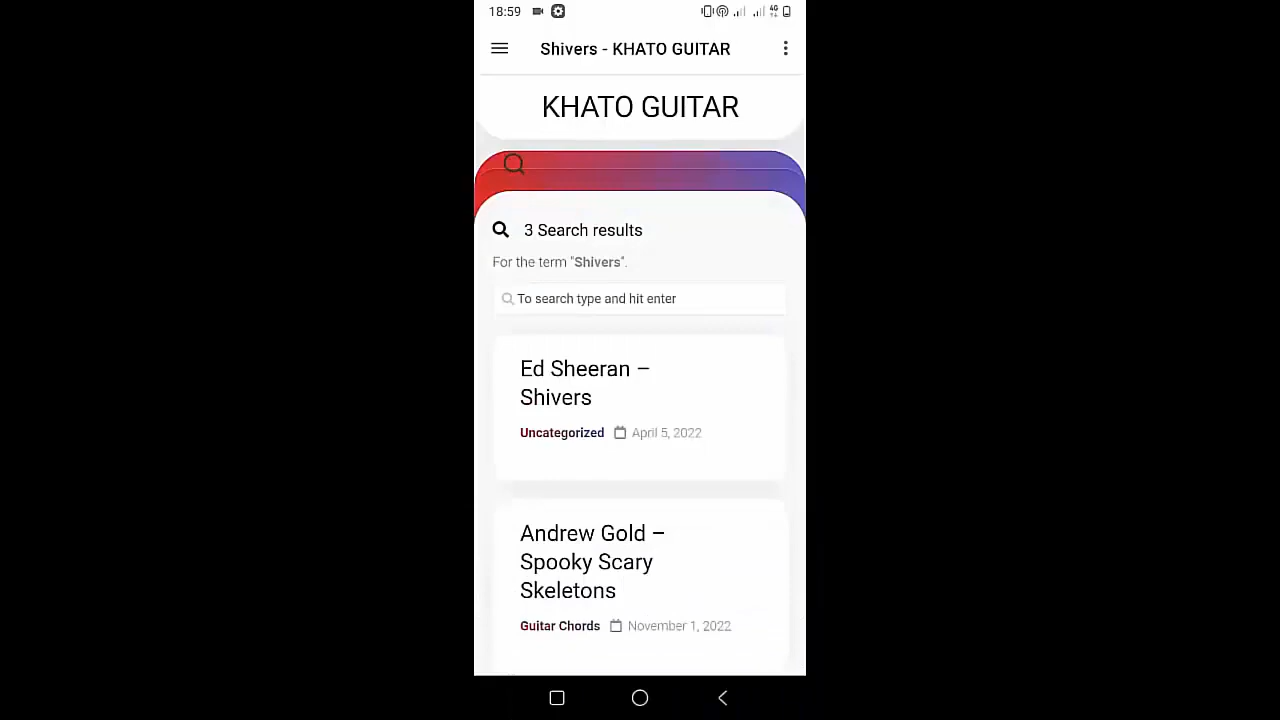 18:59 4G
Shivers - KHATO GUITAR
KHATO GUITAR
3 Search results
For the term "Shivers".
To search type and hit enter
Ed Sheeran –
Shivers
Uncategorized April 5, 2022
Andrew Gold –
Spooky Scary
Skeletons
Guitar Chords November 1, 2022